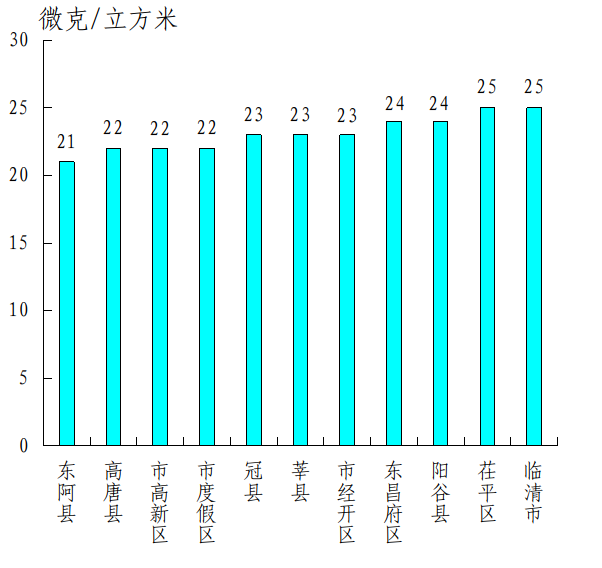 微克/立方米
30
25
20
15
10
5
0
21
22
22
22
23
23
23
24
24
25
25
东阿县
高唐县
市高新区
市度假区
冠县
莘县
市经开区
东昌府区
阳谷县
茌平区
临清市